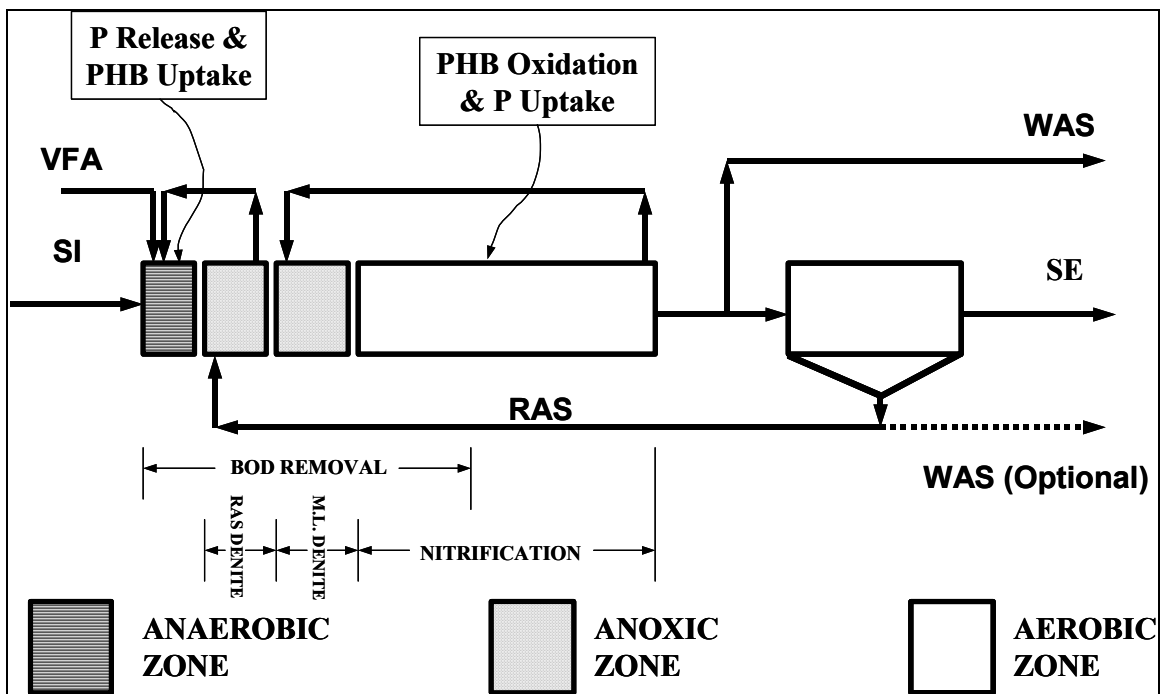 P Release &
PHB Uptake
PHB Oxidation
& P Uptake
WAS
VFA
SI
SE
RAS
BOD REMOVAL
WAS (Optional)
RAS DENITE
M.L. DENITE
NITRIFICATION
ANAEROBIC
ZONE
ANOXIC
ZONE
AEROBIC
ZONE